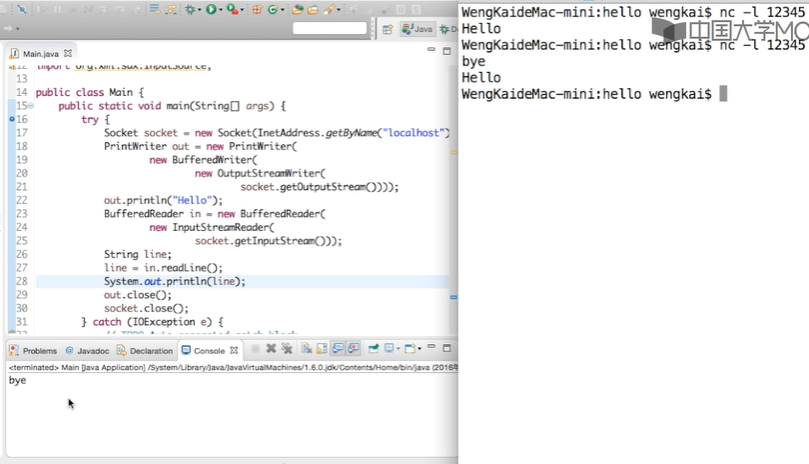 Java
Main.java
12 import org.xml.sax.InputSource;
13
14 public class Main {
15 public static void main(String[] args) {
16 try {
17 Socket socket = new Socket(InetAddress.getByName("localhost")
18 PrintWriter out = new PrintWriter(
19 new BufferedWriter(
20 new OutputStreamWriter(
21 socket.getOutputStream())));
22 out.println("Hello");
23 BufferedReader in = new BufferedReader(
24 new InputStreamReader(
25 socket.getInputStream()));
26 String line;
27 line = in.readLine();
28 System.out.println(line);
29 out.close();
30 socket.close();
31 } catch (IOException e) {
Problems Javadoc Declaration Console
<terminated> Main [Java Application] /System/Library/Java/JavaVirtualMachines/1.6.0.jdk/Contents/Home/bin/java (2016年
bye
WengKaideMac-mini:hello wengkai$ nc -l 12345
Hello
中国大学MO
WengKaideMac-mini:hello wengkai$ nc -l 12345
bye
Hello
WengKaideMac-mini:hello wengkai$